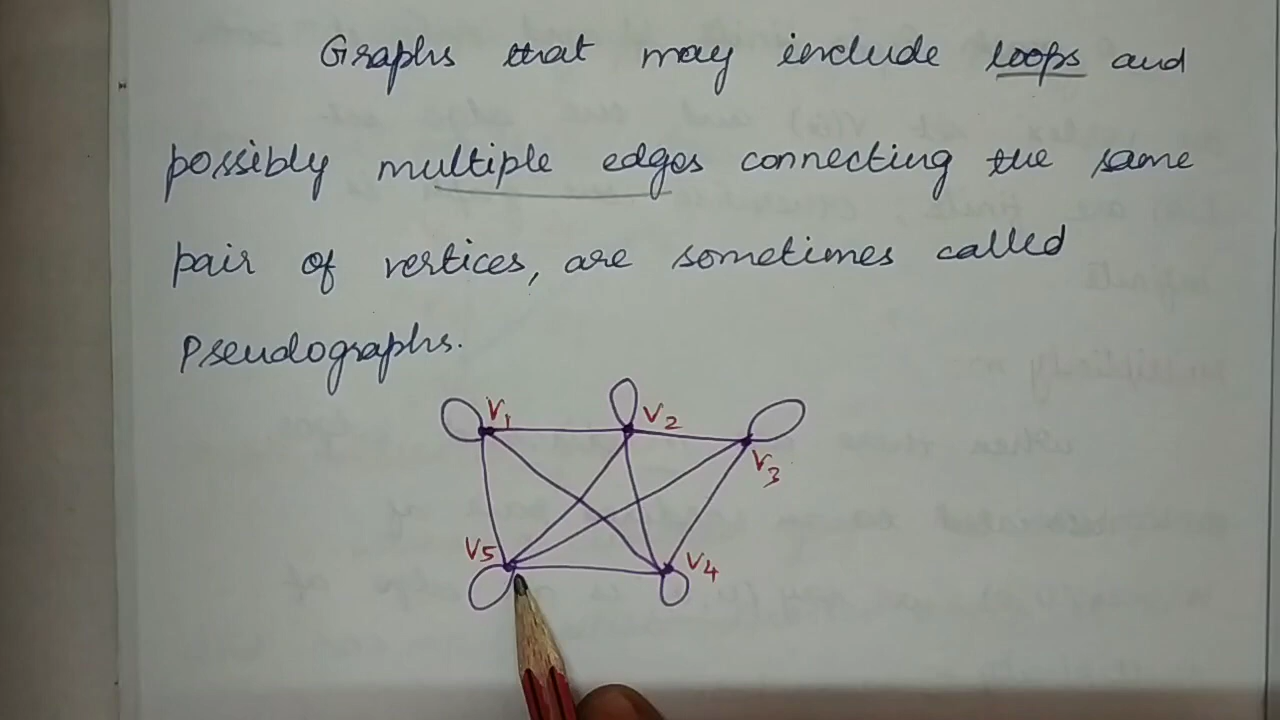 Graphs that may include loops and
possibly multiple edges connecting the same
pair of vertices, are sometimes called
Pseudographs.
V1 V2
V3
V5 V4